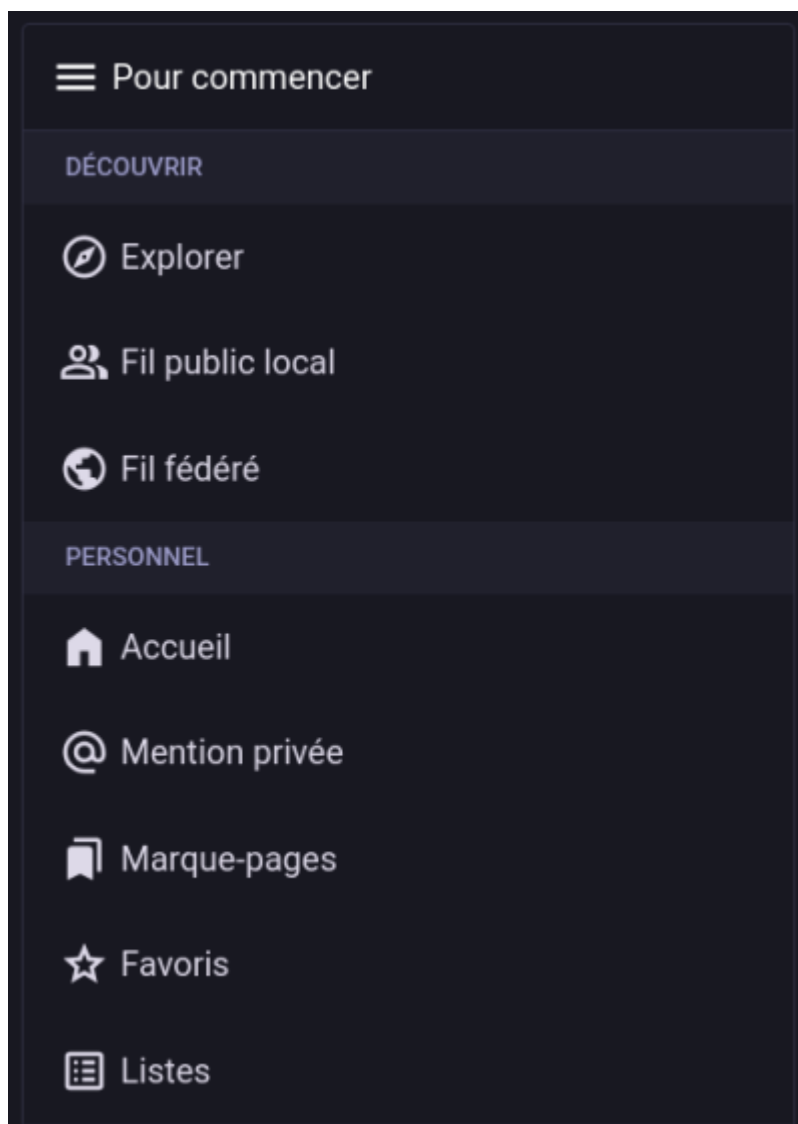 Pour commencer
DÉCOUVRIR
Explorer
Fil public local
Fil fédéré
PERSONNEL
Accueil
Mention privée
Marque-pages
Favoris
Listes